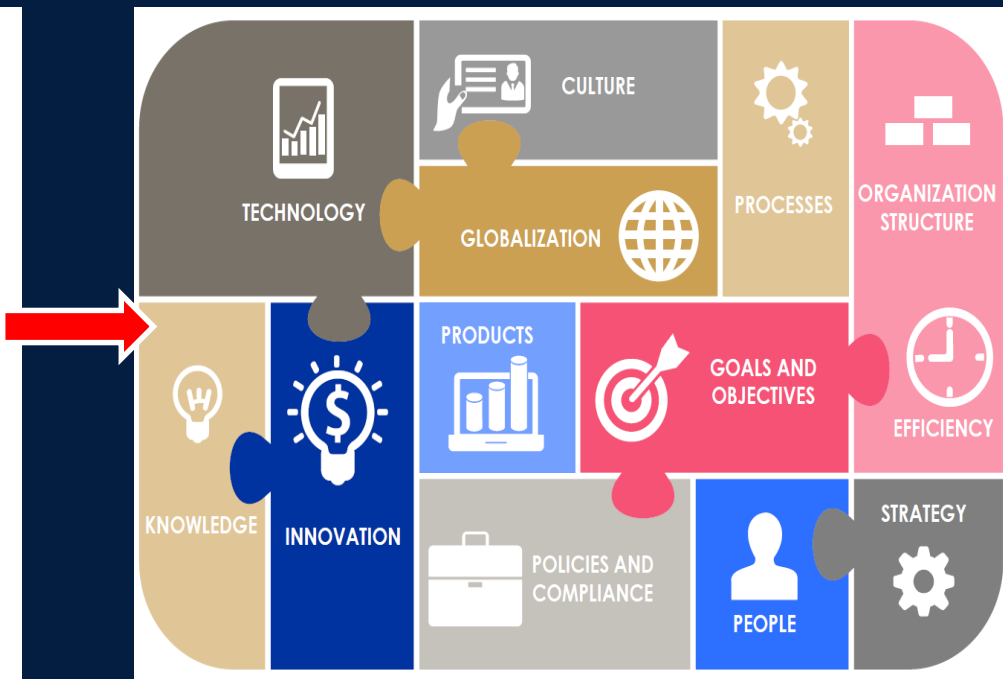 CULTURE
TECHNOLOGY
GLOBALIZATION
PROCESSES
ORGANIZATION
STRUCTURE
PRODUCTS
GOALS AND
OBJECTIVES
EFFICIENCY
KNOWLEDGE
$
INNOVATION
POLICIES AND
COMPLIANCE
PEOPLE
STRATEGY